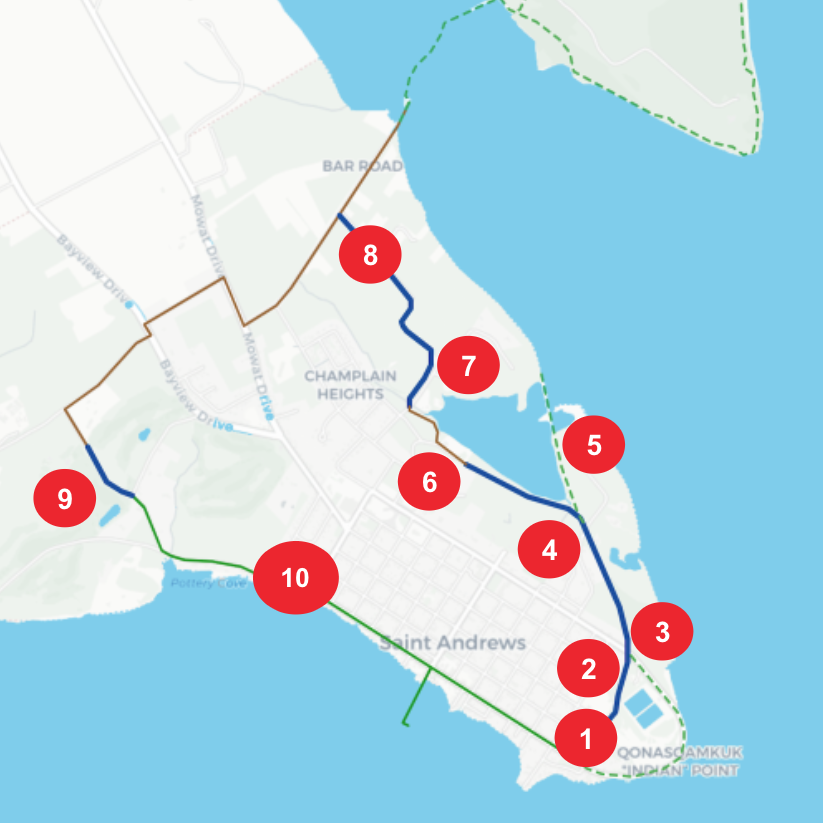 BAR ROAD
8
Mowat Drive
Bayview Drive
7
Mowat Drive
CHAMPLAIN
HEIGHTS
Bayview Drive
5
6
9
4
10
Pottery Cove
3
Saint Andrews
2
1
QONASQAMKUK
"INDIAN" POINT